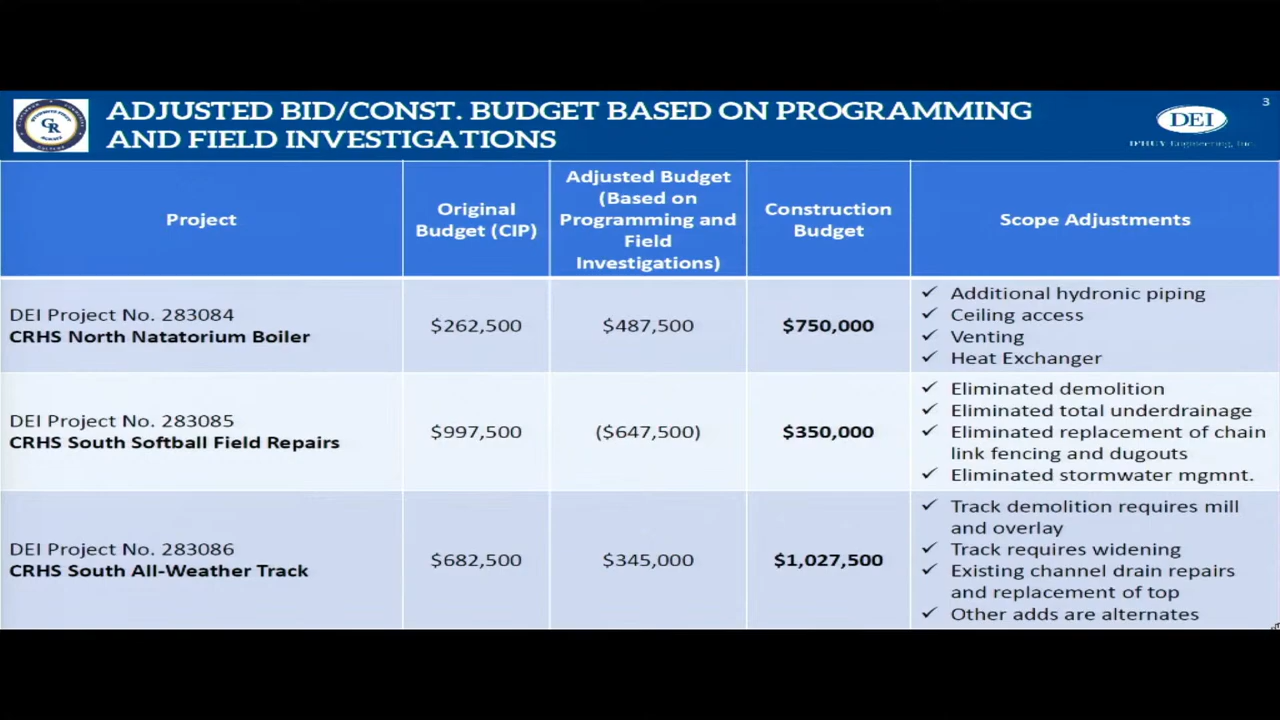 ADJUSTED BID/CONST. BUDGET BASED ON PROGRAMMING
AND FIELD INVESTIGATIONS
3
GR
DEI
Engineering, Inc.
Project
Original
Budget (CIP)
Adjusted Budget
(Based on
Programming and
Field
Investigations)
Construction
Budget
Scope Adjustments
DEI Project No. 283084
CRHS North Natatorium Boiler
$262,500
$487,500
$750,000
✓ Additional hydronic piping
✓ Ceiling access
✓ Venting
✓ Heat Exchanger
DEI Project No. 283085
CRHS South Softball Field Repairs
$997,500
($647,500)
$350,000
✓ Eliminated demolition
✓ Eliminated total underdrainage
✓ Eliminated replacement of chain
link fencing and dugouts
✓ Eliminated stormwater mgmnt.
DEI Project No. 283086
CRHS South All-Weather Track
$682,500
$345,000
$1,027,500
✓ Track demolition requires mill
and overlay
✓ Track requires widening
✓ Existing channel drain repairs
and replacement of top
✓ Other adds are alternates